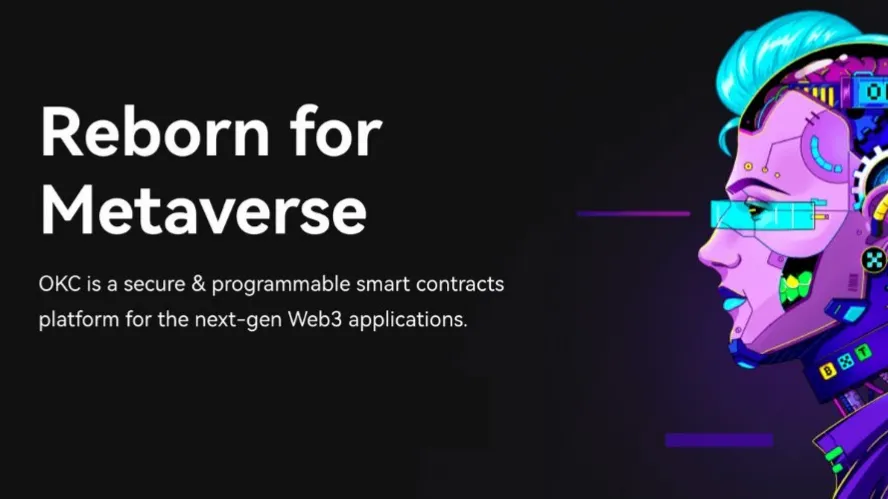 Reborn for
Metaverse
OKC is a secure & programmable smart contracts
platform for the next-gen Web3 applications.